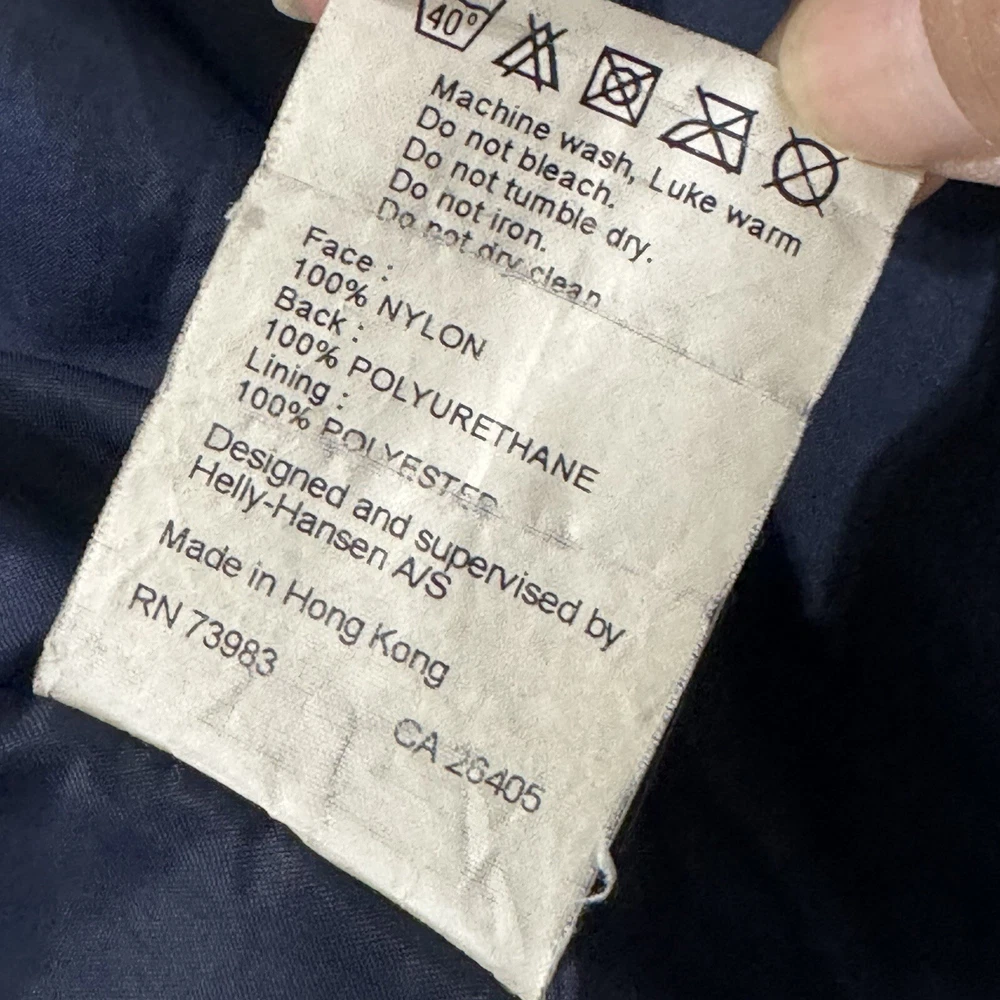 40°
Machine wash, Luke warm
Do not bleach.
Do not tumble dry.
Do not iron.
Do not dry clean
Face :
100% NYLON
Back :
100% POLYURETHANE
Lining :
100% POLYESTER
Designed and supervised by
Helly-Hansen A/S
Made in Hong Kong
RN 73983
CA 26405